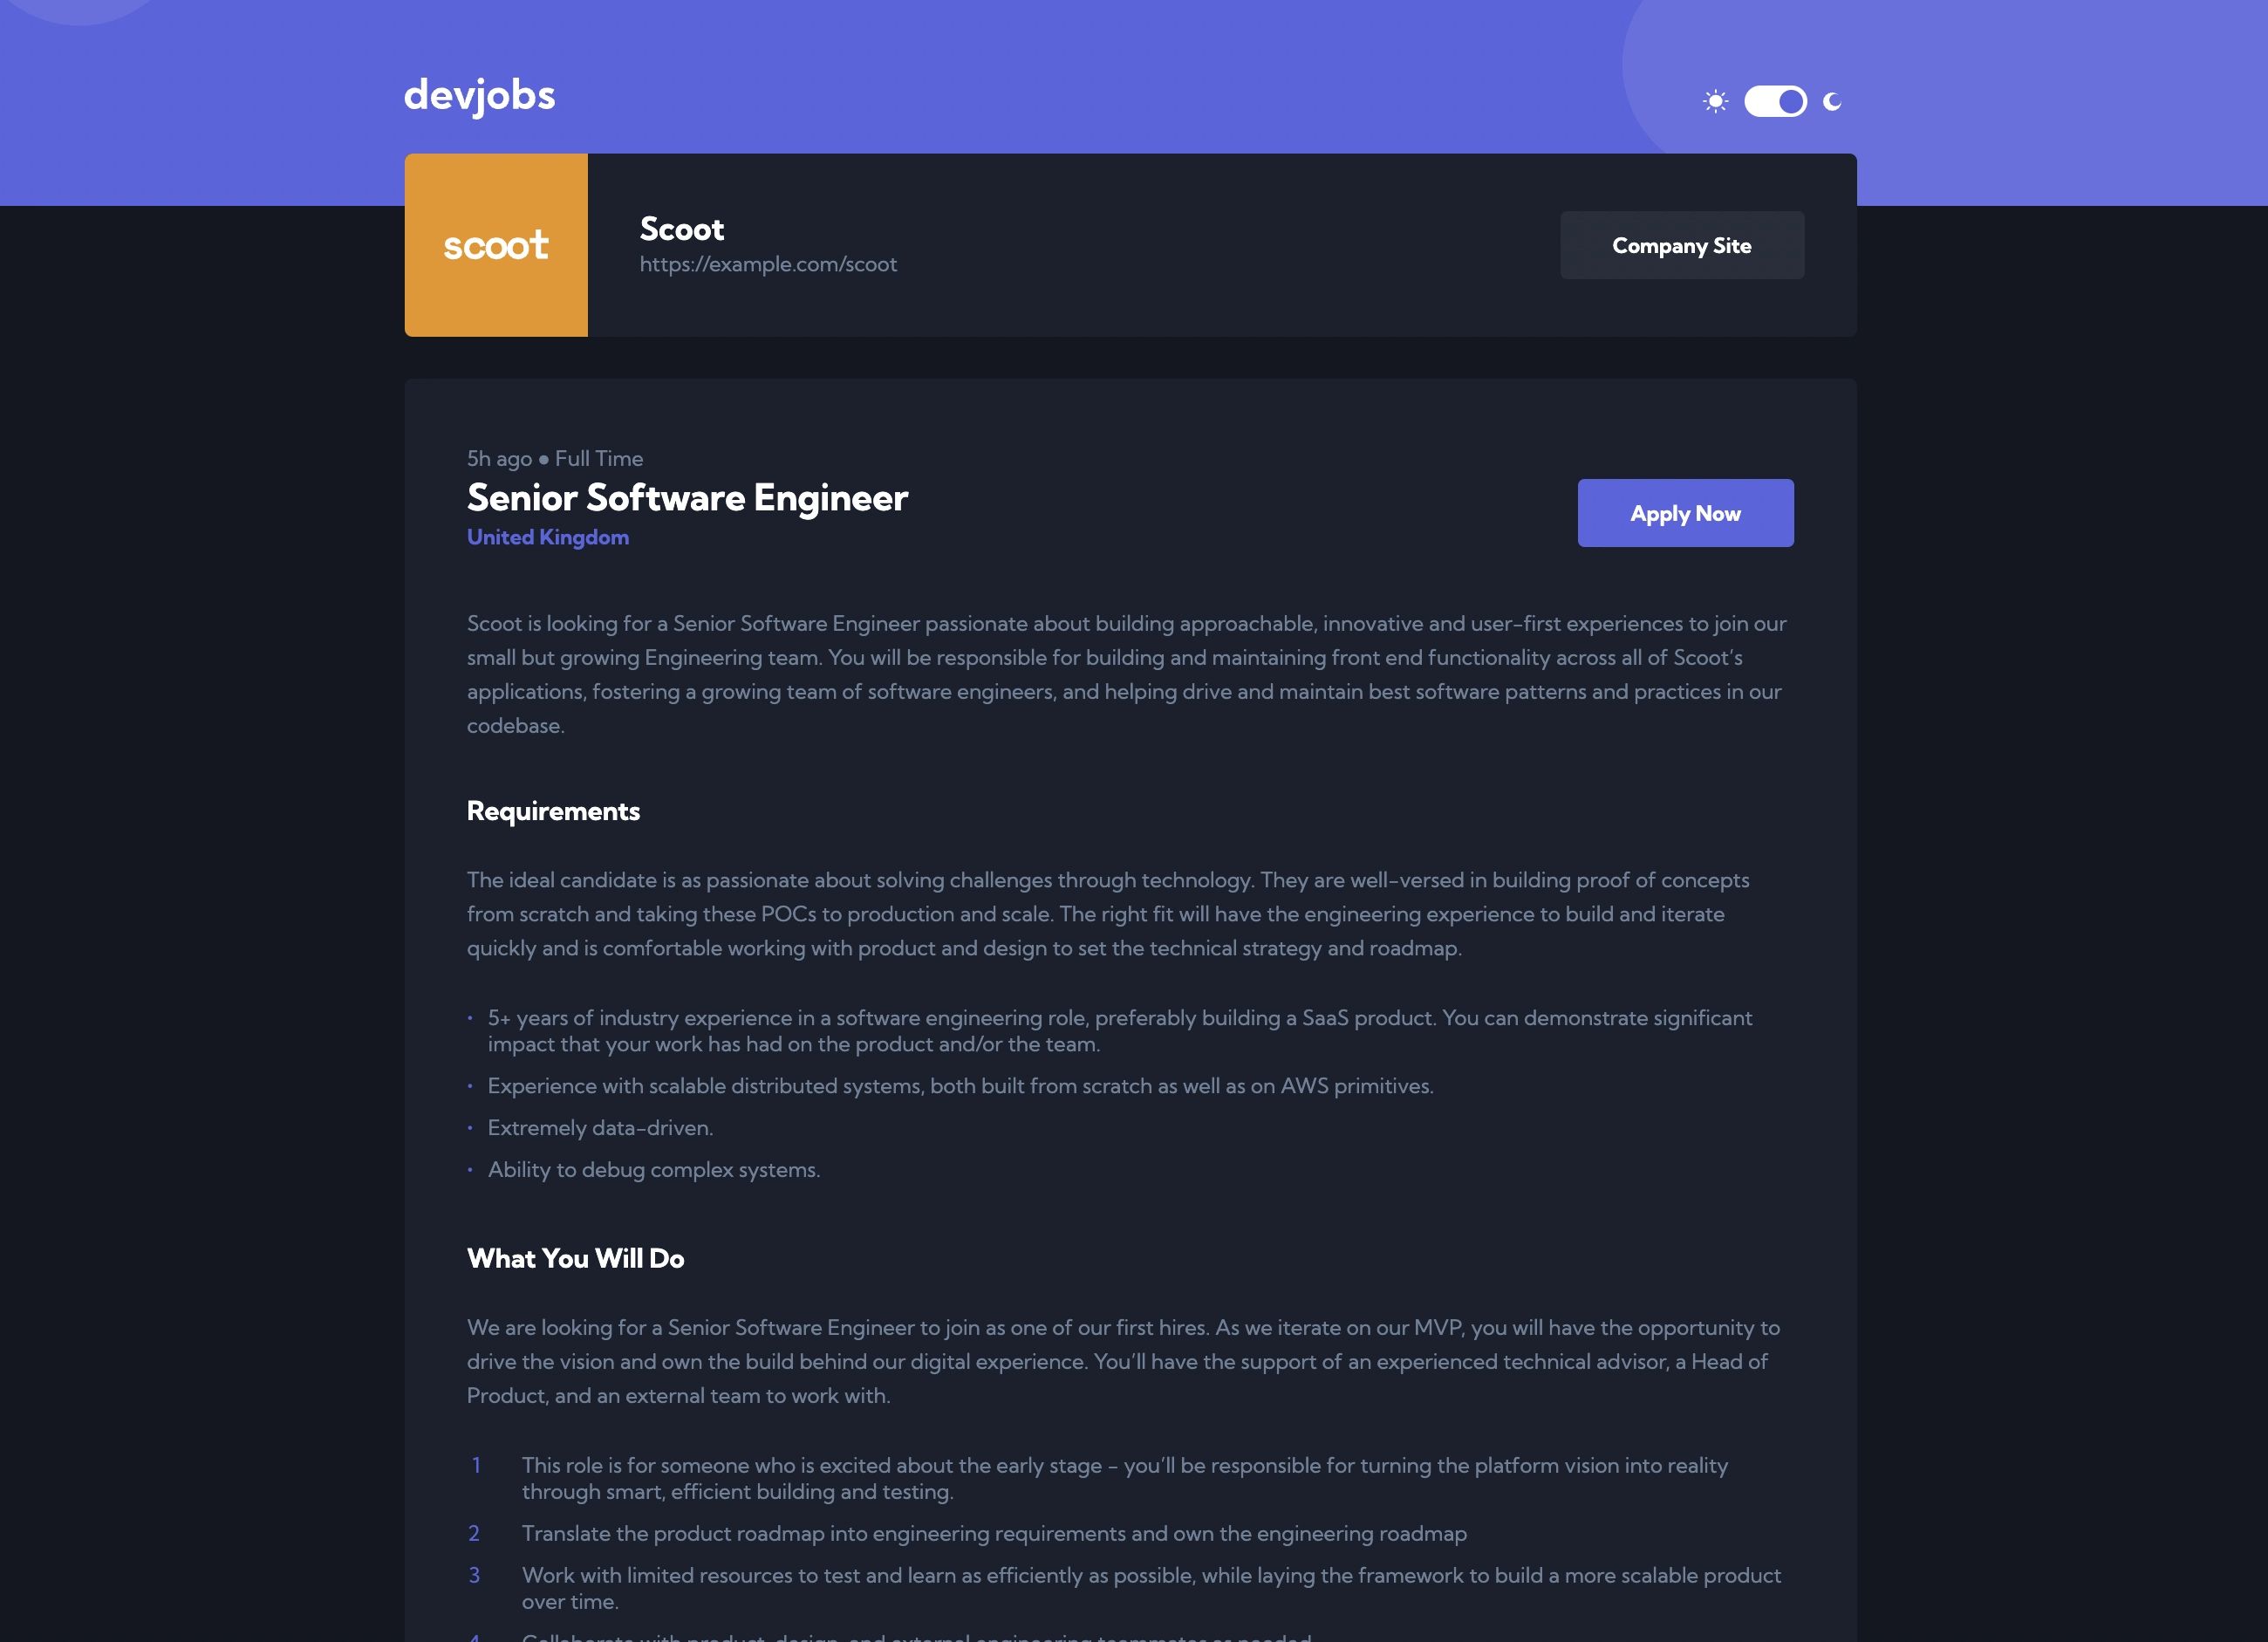 devjobs
scoot
Scoot
https://example.com/scoot
Company Site
5h ago ● Full Time
Senior Software Engineer
United Kingdom
Apply Now
Scoot is looking for a Senior Software Engineer passionate about building approachable, innovative and user-first experiences to join our
small but growing Engineering team. You will be responsible for building and maintaining front end functionality across all of Scoot’s
applications, fostering a growing team of software engineers, and helping drive and maintain best software patterns and practices in our
codebase.
Requirements
The ideal candidate is as passionate about solving challenges through technology. They are well-versed in building proof of concepts
from scratch and taking these POCs to production and scale. The right fit will have the engineering experience to build and iterate
quickly and is comfortable working with product and design to set the technical strategy and roadmap.
• 5+ years of industry experience in a software engineering role, preferably building a SaaS product. You can demonstrate significant
impact that your work has had on the product and/or the team.
• Experience with scalable distributed systems, both built from scratch as well as on AWS primitives.
• Extremely data-driven.
• Ability to debug complex systems.
What You Will Do
We are looking for a Senior Software Engineer to join as one of our first hires. As we iterate on our MVP, you will have the opportunity to
drive the vision and own the build behind our digital experience. You’ll have the support of an experienced technical advisor, a Head of
Product, and an external team to work with.
1 This role is for someone who is excited about the early stage - you’ll be responsible for turning the platform vision into reality
through smart, efficient building and testing.
2 Translate the product roadmap into engineering requirements and own the engineering roadmap
3 Work with limited resources to test and learn as efficiently as possible, while laying the framework to build a more scalable product
over time.
4 Collaborate with product, design, and external engineering teammates as needed.